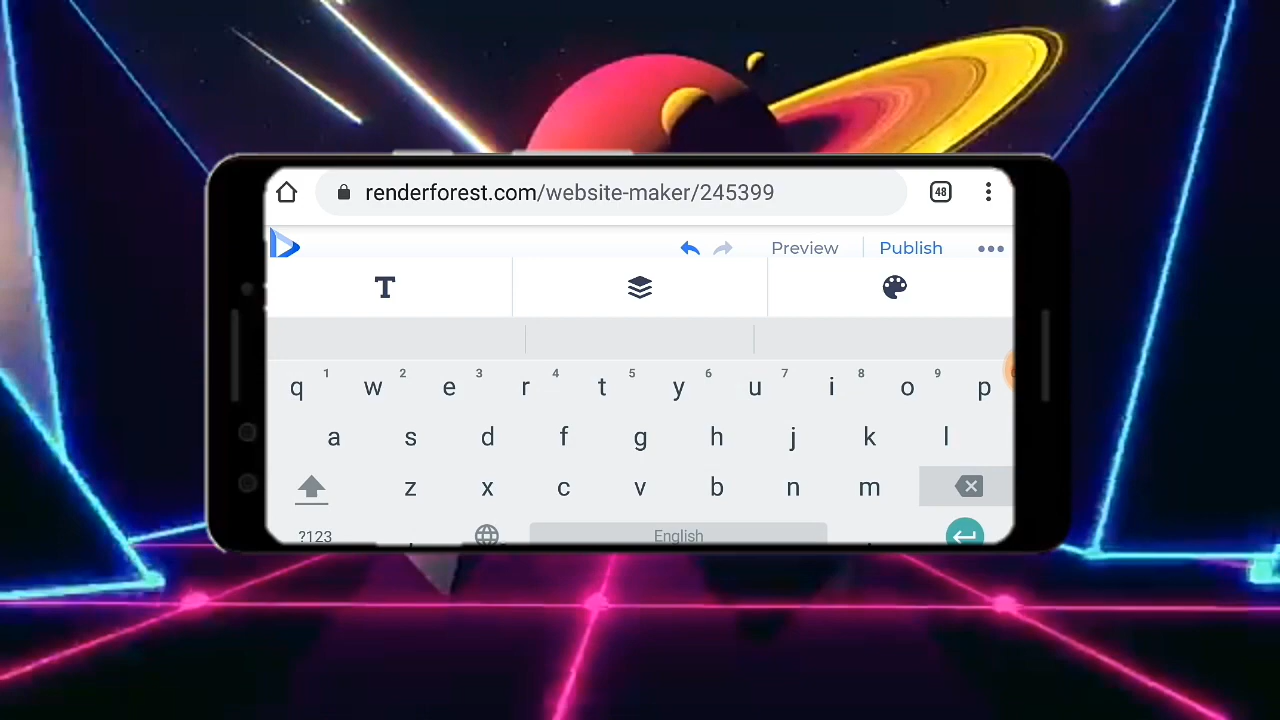 renderforest.com/website-maker/245399 48
Preview Publish
T
1 2 3 4 5 6 7 8 9
q w e r t y u i o p
a s d f g h j k l
z x c v b n m
?123 , English .